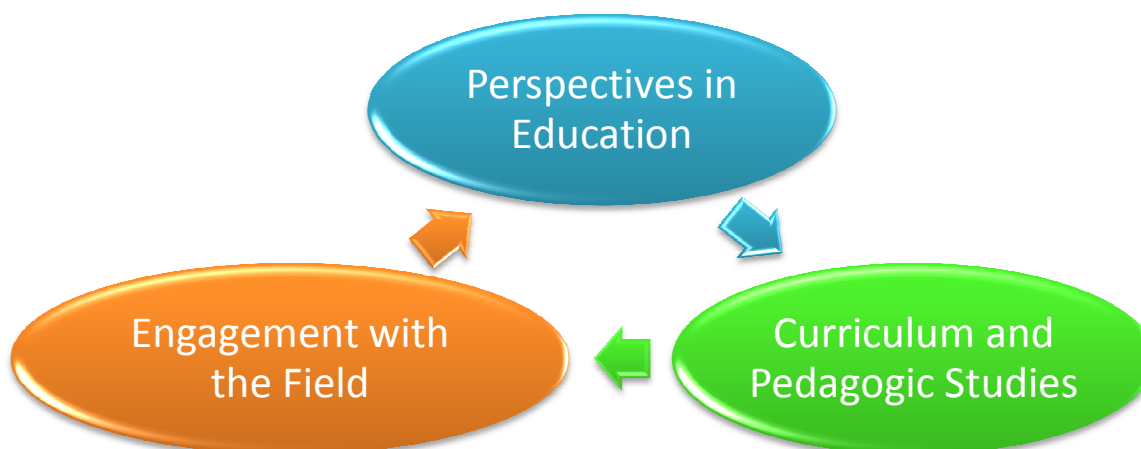 Perspectives in
Education
Engagement with
the Field
Curriculum and
Pedagogic Studies